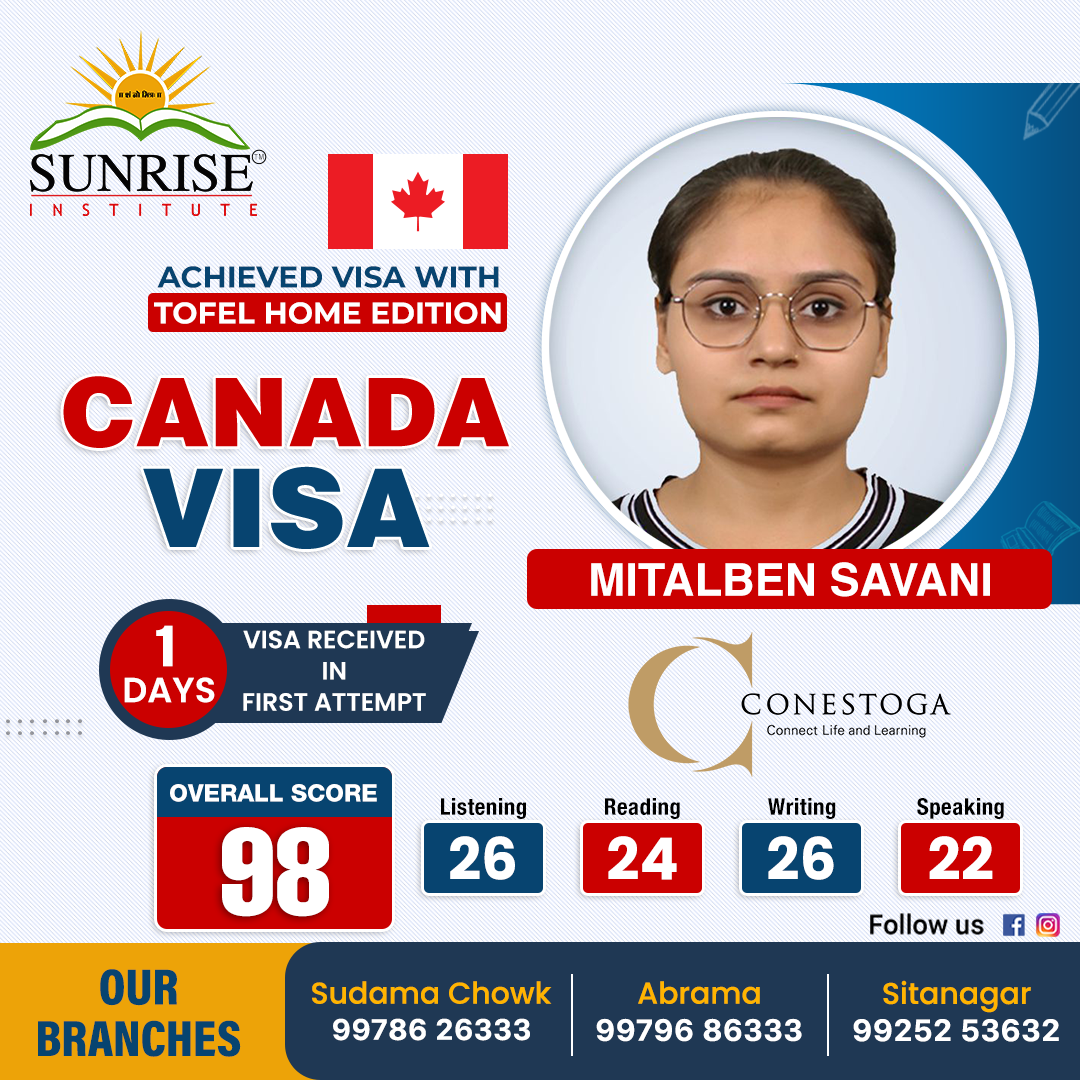 SUNRISE TM
INSTITUTE
ACHIEVED VISA WITH
TOFEL HOME EDITION
CANADA
VISA
MITALBEN SAVANI
1
DAYS
VISA RECEIVED
IN
FIRST ATTEMPT
CONESTOGA
Connect Life and Learning
OVERALL SCORE
98
Listening
26
Reading
24
Writing
26
Speaking
22
Follow us
OUR
BRANCHES
Sudama Chowk
99786 26333
Abrama
99796 86333
Sitanagar
99252 53632